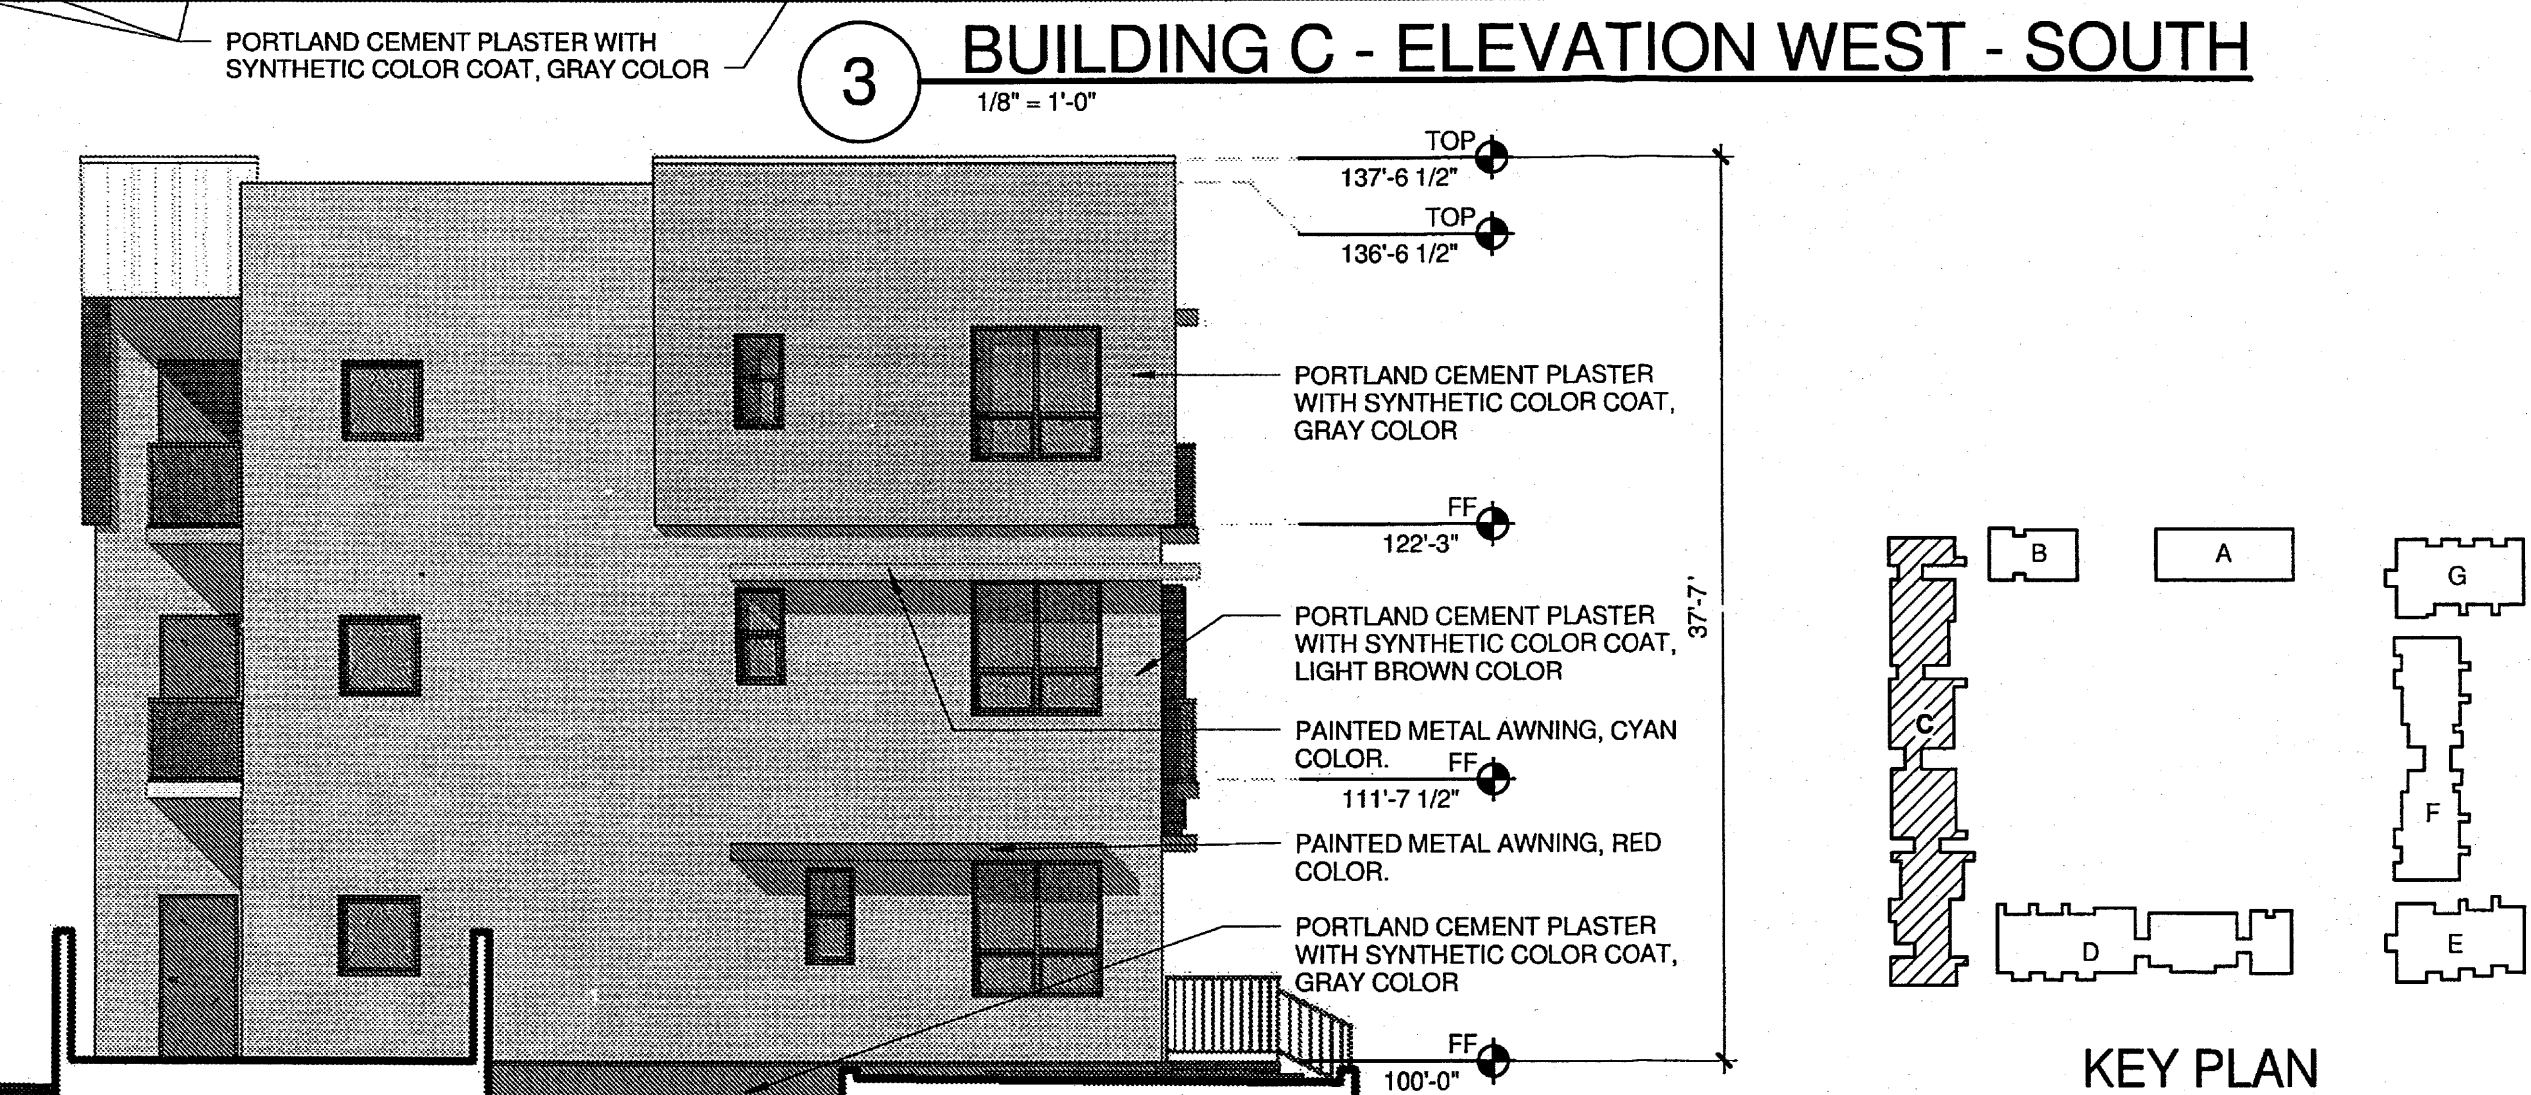 PORTLAND CEMENT PLASTER WITH
SYNTHETIC COLOR COAT, GRAY COLOR
3
BUILDING C - ELEVATION WEST - SOUTH
1/8" = 1'-0"
TOP
137'-6 1/2"
TOP
136'-6 1/2"
PORTLAND CEMENT PLASTER
WITH SYNTHETIC COLOR COAT,
GRAY COLOR
FF
122'-3"
37'-7"
PORTLAND CEMENT PLASTER
WITH SYNTHETIC COLOR COAT,
LIGHT BROWN COLOR
PAINTED METAL AWNING, CYAN
COLOR.
FF
111'-7 1/2"
PAINTED METAL AWNING, RED
COLOR.
PORTLAND CEMENT PLASTER
WITH SYNTHETIC COLOR COAT,
GRAY COLOR
FF
100'-0"
B
A
G
C
F
D
E
KEY PLAN